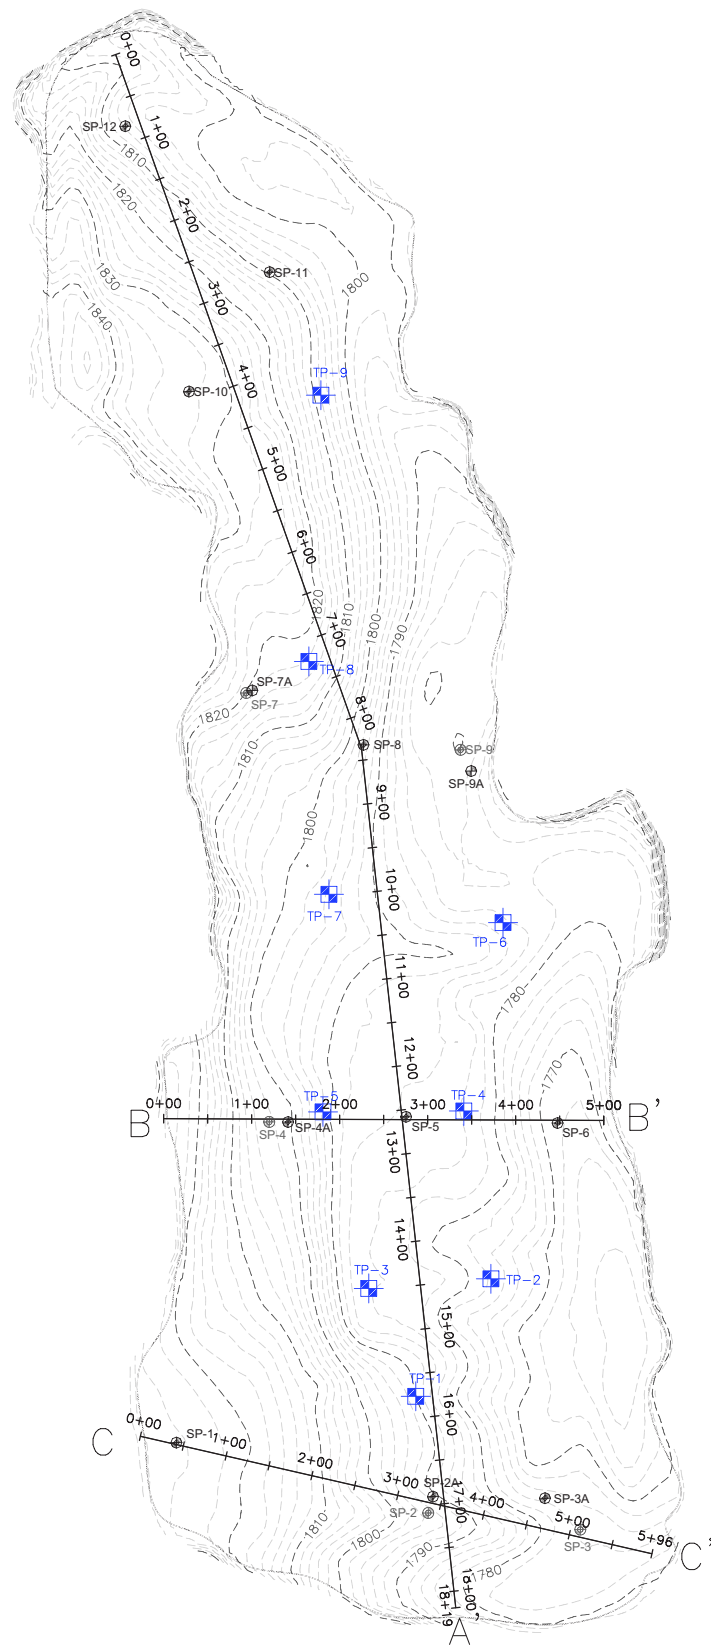 0+00
SP-12
1+00
1810
1820
2+00
SP-11
1830
3+00
1800
1840
TP-9
4+00
SP-10
5+00
6+00
1820
1810
7+00
1800
1790
TP-8
SP-7A
SP-7
1820
8+00
1810
SP-8
SP-9
SP-9A
9+00
1800
10+00
TP-7
TP-6
11+00
1780
12+00
1770
B
0+00
1+00
TP-5
2+00
3+00
TP-4
4+00
5+00
B'
SP-4
SP-4A
SP-5
SP-6
13+00
14+00
TP-3
TP-2
15+00
TP-1
16+00
C
0+00
SP-1
1+00
2+00
3+00
SP-2A
17+00
4+00
SP-3A
5+00
SP-2
SP-3
5+96
C'
1810
1800
1790
1780
18+00
18+19
A'